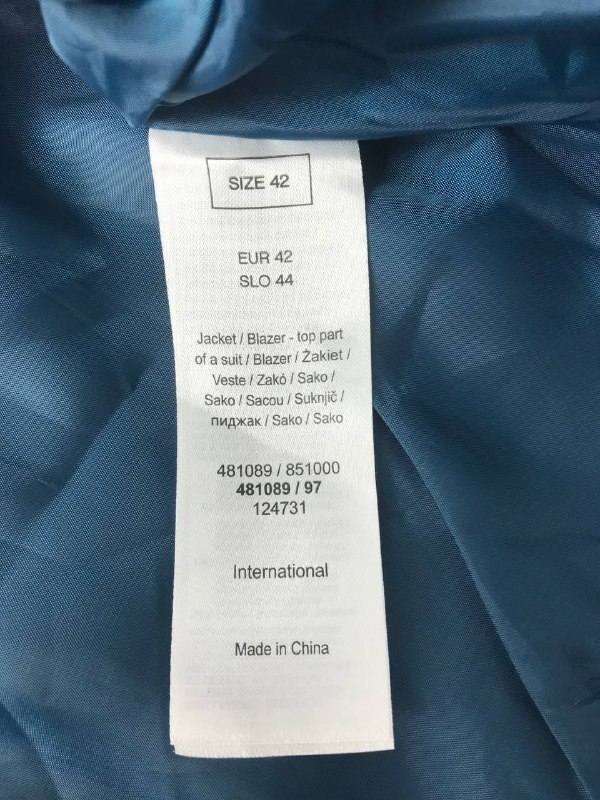 SIZE 42
EUR 42
SLO 44
Jacket / Blazer - top part
of a suit / Blazer / Żakiet /
Veste / Zakó / Sako /
Sako / Sacou / Suknjič /
пиджак / Sako / Sako
481089 / 851000
481089 / 97
124731
International
Made in China